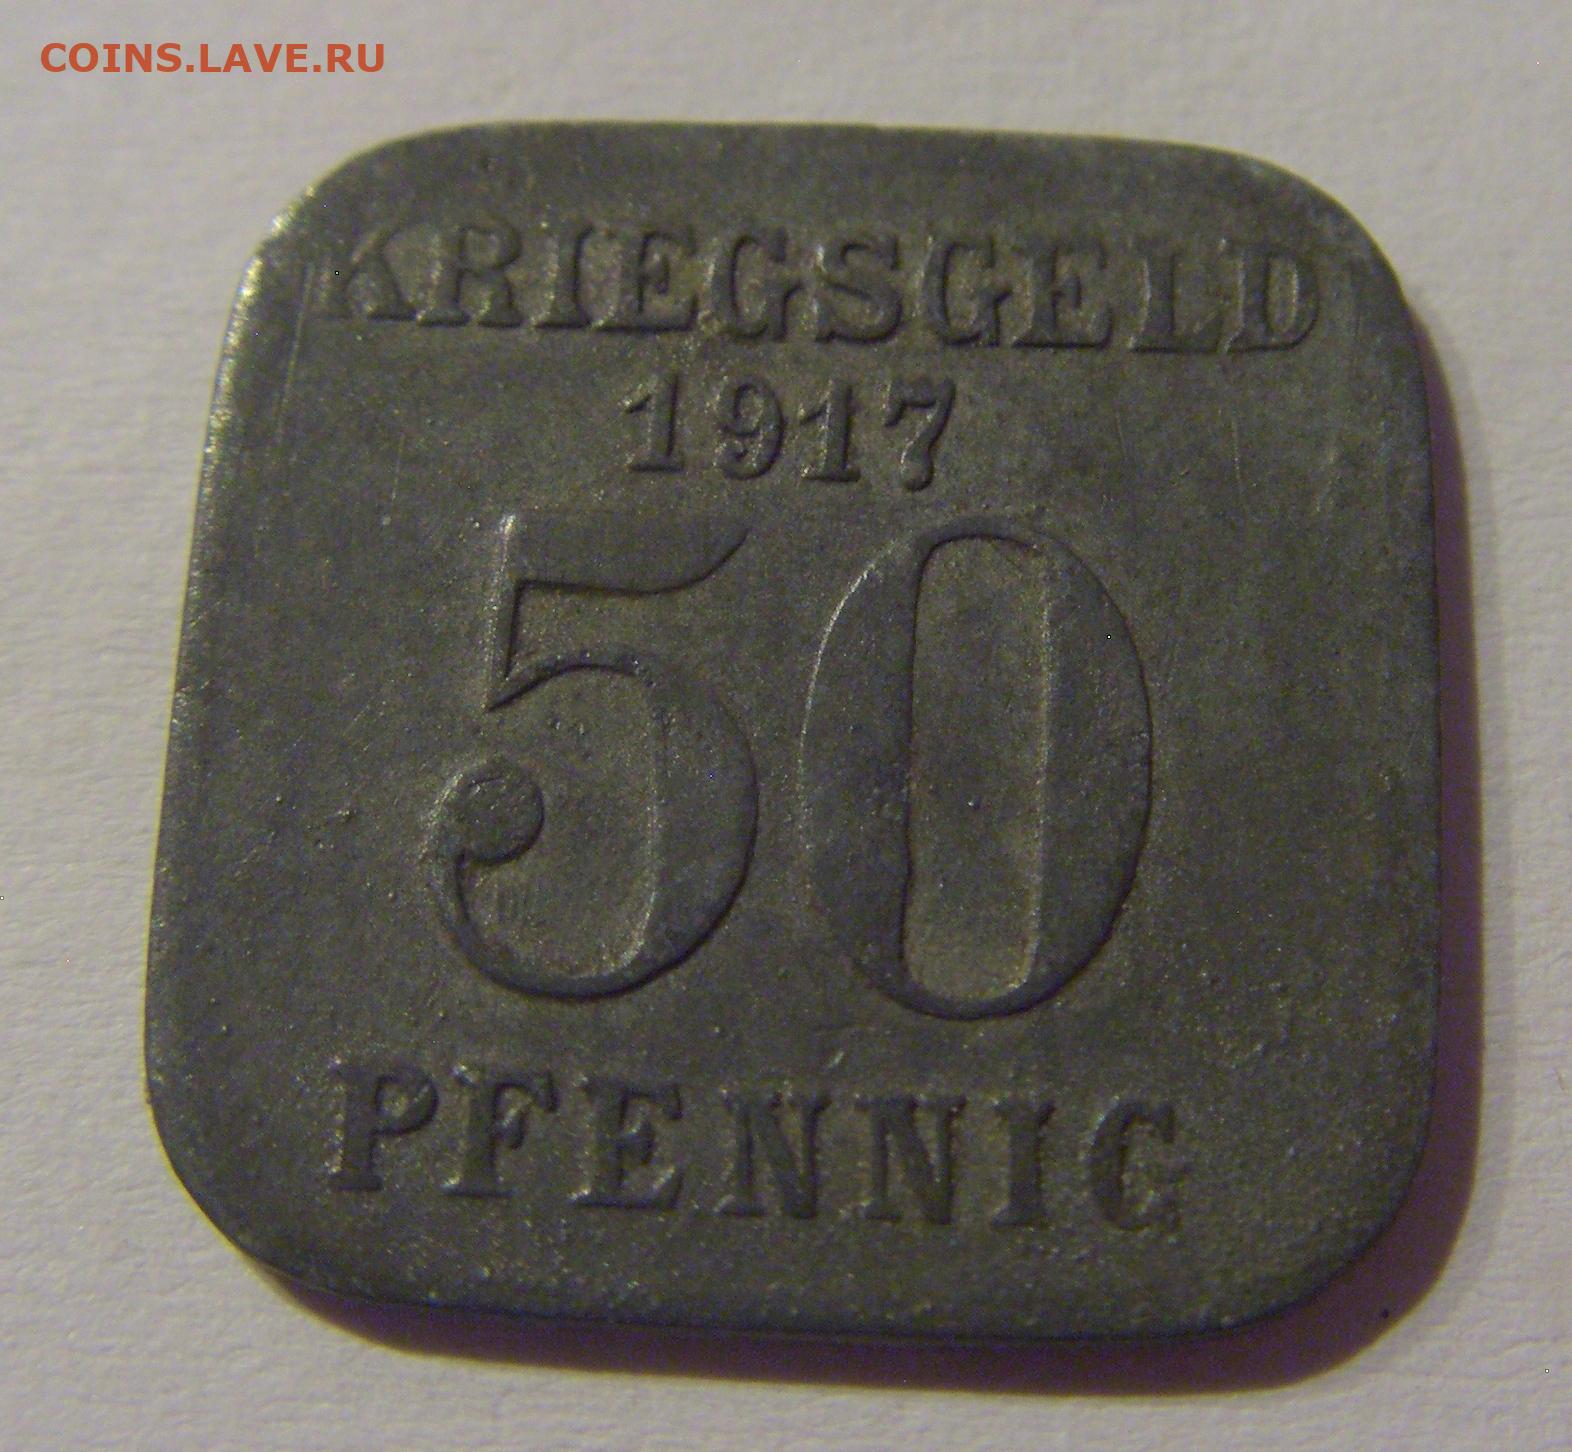 COINS.LAVE.RU
KRIEGSGELD
1917
50
PFENNIG